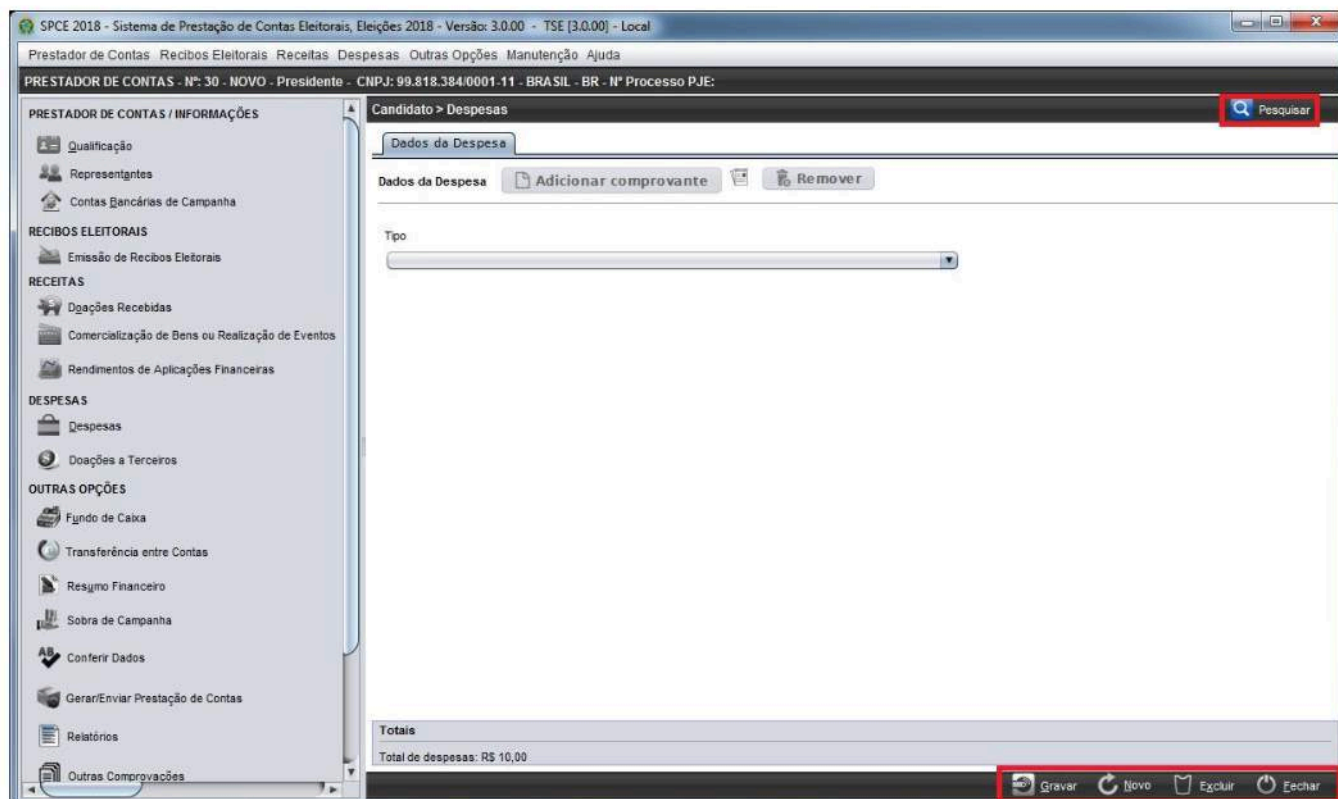 SPCE 2018 - Sistema de Prestação de Contas Eleitorais, Eleições 2018 - Versão: 3.0.00 - TSE [3.0.00] - Local
Prestador de Contas Recibos Eleitorais Receitas Despesas Outras Opções Manutenção Ajuda
PRESTADOR DE CONTAS - Nº: 30 - NOVO - Presidente - CNPJ: 99.818.384/0001-11 - BRASIL - BR - Nº Processo PJE:
PRESTADOR DE CONTAS / INFORMAÇÕES
Qualificação
Representantes
Contas Bancárias de Campanha
RECIBOS ELEITORAIS
Emissão de Recibos Eleitorais
RECEITAS
Doações Recebidas
Comercialização de Bens ou Realização de Eventos
Rendimentos de Aplicações Financeiras
DESPESAS
Despesas
Doações a Terceiros
OUTRAS OPÇÕES
Fundo de Caixa
Transferência entre Contas
Resumo Financeiro
Sobra de Campanha
Conferir Dados
Gerar/Enviar Prestação de Contas
Relatórios
Outras Comprovações
Candidato > Despesas
Pesquisar
Dados da Despesa
Dados da Despesa Adicionar comprovante Remover
Tipo
Totais
Total de despesas: R$ 10,00
Gravar Novo Excluir Fechar